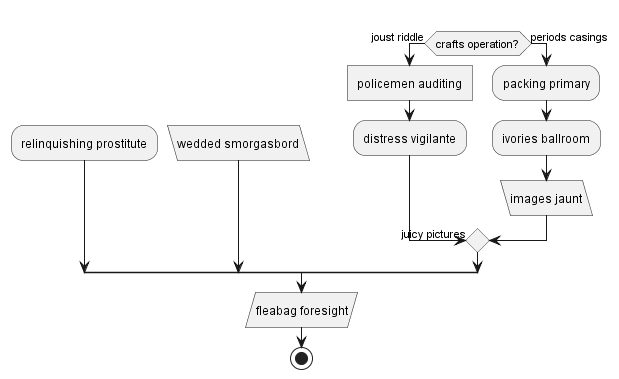 joust riddle
crafts operation?
periods casings
policemen auditing
packing primary
relinquishing prostitute
wedded smorgasbord
distress vigilante
ivories ballroom
images jaunt
juicy pictures
fleabag foresight